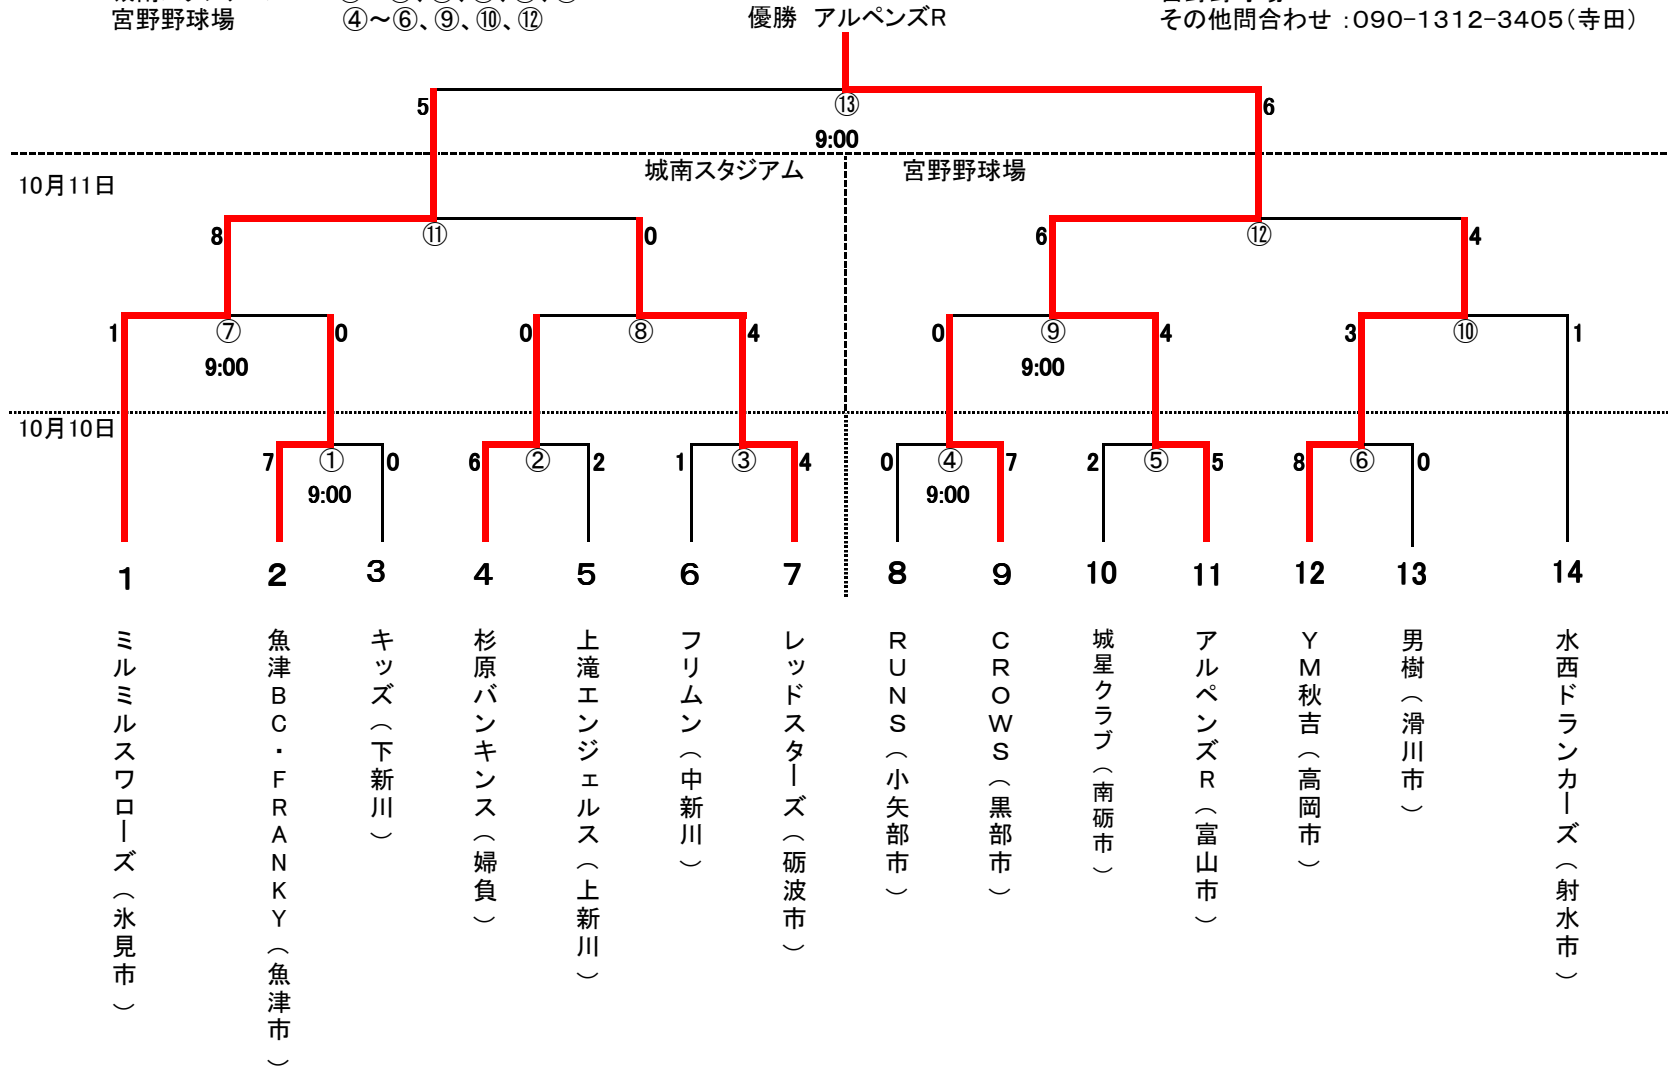 宮野野球場 ④～⑥、⑨、⑩、⑫
優勝 アルペンズR
その他問合わせ：090-1312-3405（寺田）
5 ⑬ 6
9:00
城南スタジアム 宮野野球場
10月11日
8 ⑪ 0 6 ⑫ 4
1 ⑦ 0 0 ⑧ 4 0 ⑨ 4 3 ⑩ 1
9:00 9:00
10月10日
7 ① 0 6 ② 2 1 ③ 4 0 ④ 7 2 ⑤ 5 8 ⑥ 0
9:00 9:00
1 2 3 4 5 6 7 8 9 10 11 12 13 14
ミルミルスワローズ（氷見市）
魚津BC・FRANKY（魚津市）
キッズ（下新川）
杉原バンキンス（婦負）
上滝エンジェルス（上新川）
フリムン（中新川）
レッドスターズ（砺波市）
RUNS（小矢部市）
CROWS（黒部市）
城星クラブ（南砺市）
アルペンズR（富山市）
YM秋吉（高岡市）
男樹（滑川市）
水西ドランカーズ（射水市）